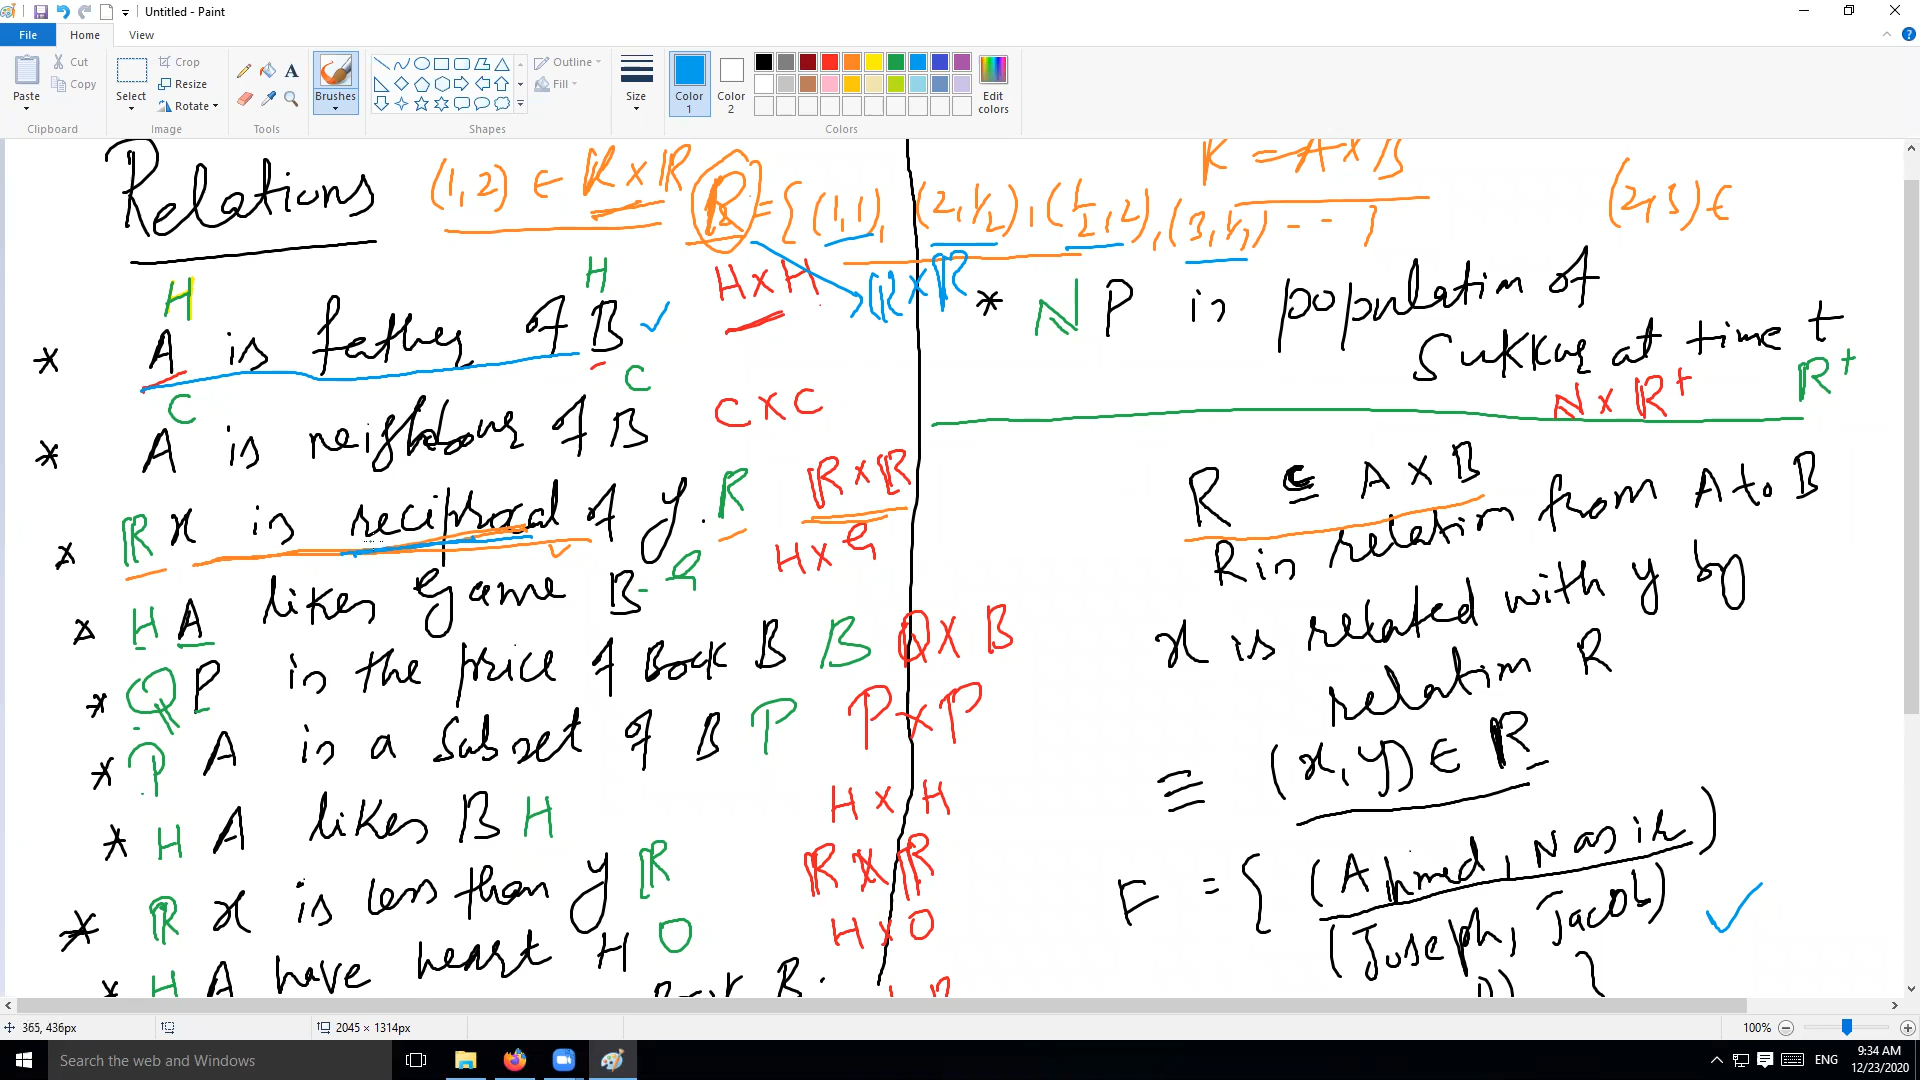 Untitled - Paint
File Home View
Paste Cut Copy Clipboard
Select Crop Resize Rotate Image
Tools
Brushes
Shapes
Outline Fill
Size
Color 1 Color 2
Edit colors
Colors
Relations
(1,2) ∈ ℝ×ℝ
ℝ = {(1,1), (2,1/2), (1/2,2), (3,1/3) - - }
ℝ×ℝ
R = A×B
(2,3) ∈
H H H×H
* A is father of B ✓
C C C×C
* A is neighbour of B
* ℝ x is reciprocal of y. ℝ ℝ×ℝ
* H A likes Game B G H×G
* Q P is the price of Book B B Q×B
* P A is a Subset of B P P×P
* H A likes B H H×H
* ℝ x is less than y ℝ ℝ×ℝ
* H A have heart H O H×O
* H B.
* ℕ P is population of
Sukkur at time t
ℕ×ℝ+ ℝ+
R ⊆ A×B
R is relation from A to B
x is related with y by
relation R
≡ (x,y) ∈ R
F = { (Ahmed, Nasir)
(Joseph, Jacob) ✓
}
365, 436px
2045 × 1314px
100%
Search the web and Windows
ENG
9:34 AM
12/23/2020